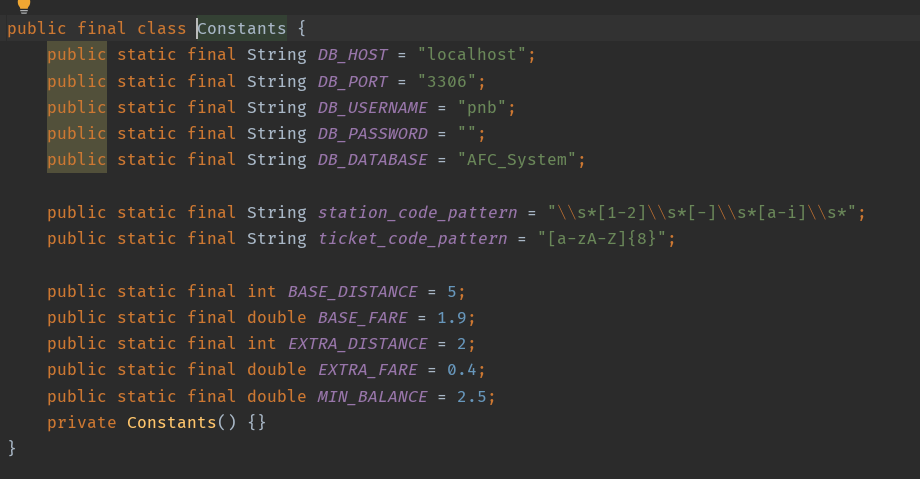 public final class Constants {
    public static final String DB_HOST = "localhost";
    public static final String DB_PORT = "3306";
    public static final String DB_USERNAME = "pnb";
    public static final String DB_PASSWORD = "";
    public static final String DB_DATABASE = "AFC_System";

    public static final String station_code_pattern = "\\s*[1-2]\\s*[-]\\s*[a-i]\\s*";
    public static final String ticket_code_pattern = "[a-zA-Z]{8}";

    public static final int BASE_DISTANCE = 5;
    public static final double BASE_FARE = 1.9;
    public static final int EXTRA_DISTANCE = 2;
    public static final double EXTRA_FARE = 0.4;
    public static final double MIN_BALANCE = 2.5;
    private Constants() {}
}